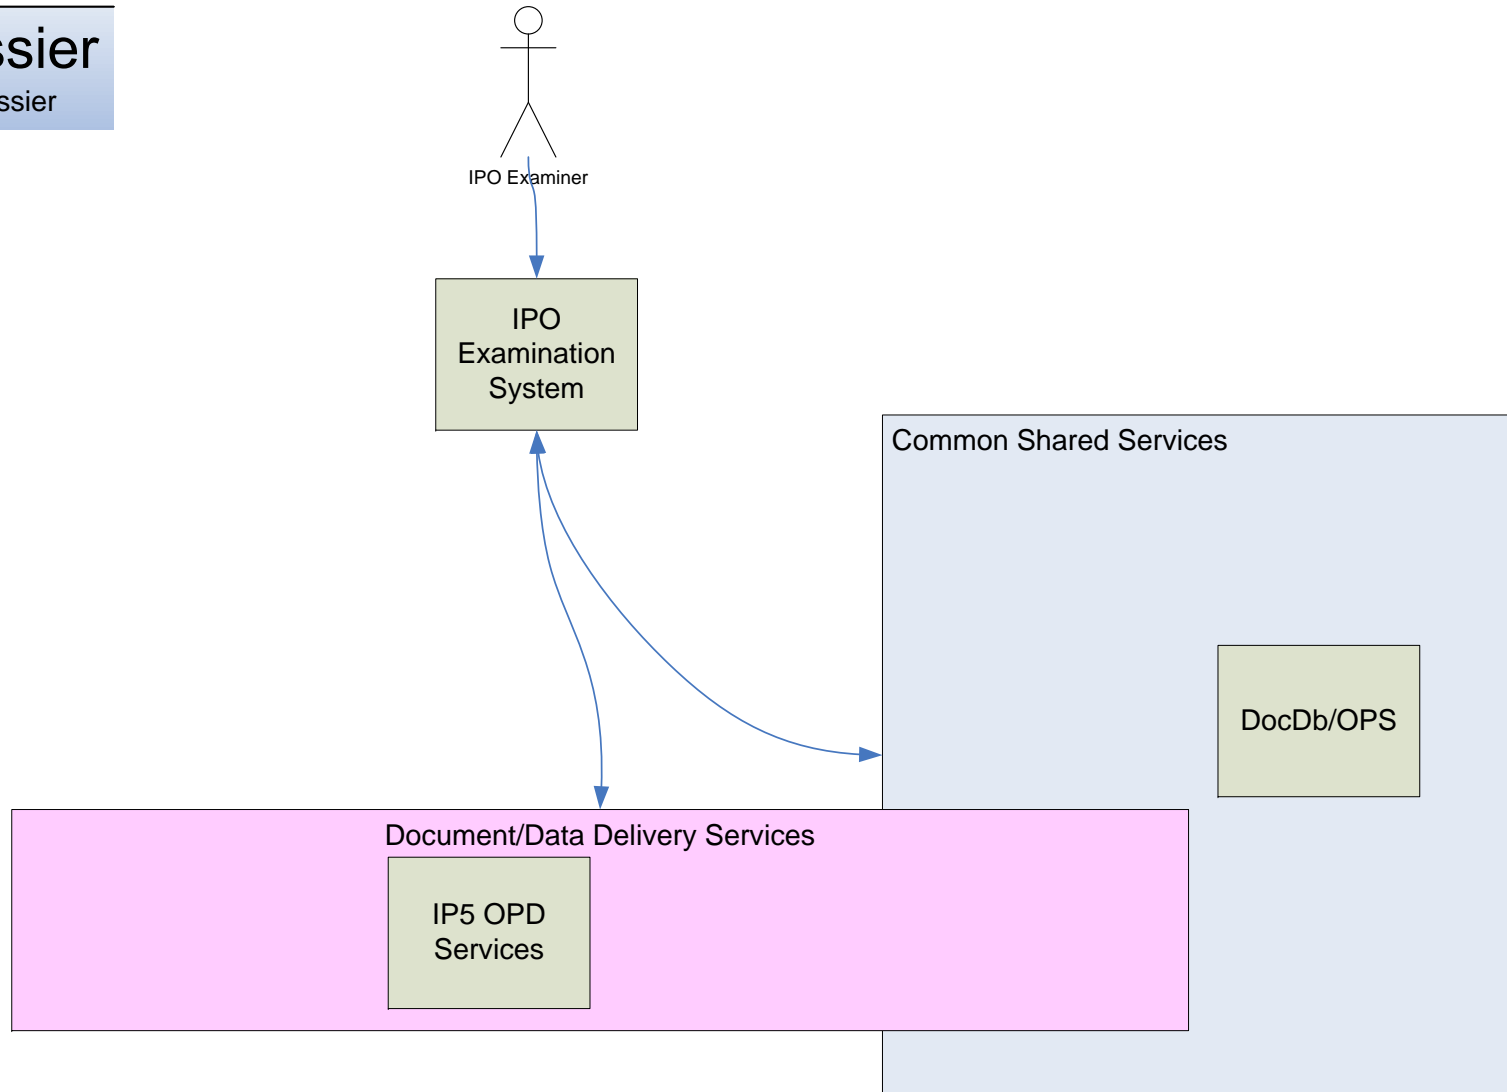 ssier
ssier
IPO Examiner
IPO
Examination
System
Common Shared Services
DocDb/OPS
Document/Data Delivery Services
IP5 OPD
Services